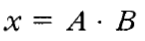 x = A · B